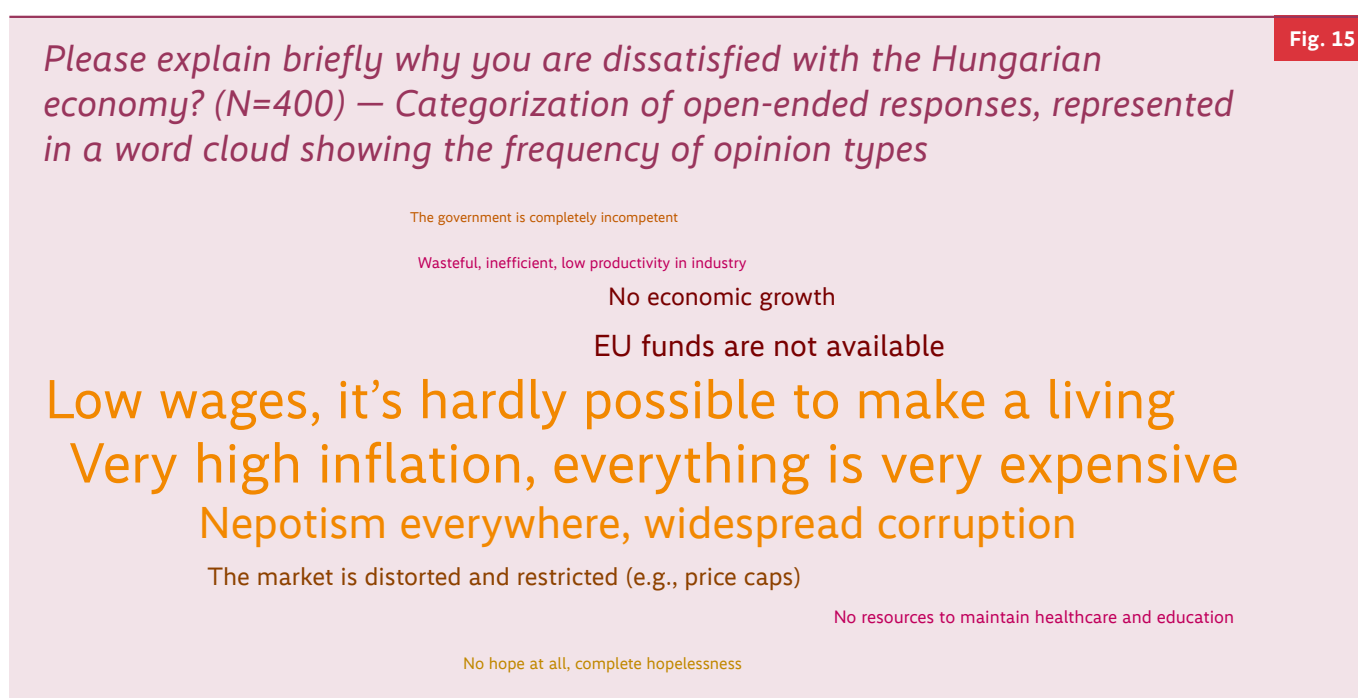 Fig. 15
Please explain briefly why you are dissatisfied with the Hungarian
economy? (N=400) — Categorization of open-ended responses, represented
in a word cloud showing the frequency of opinion types
The government is completely incompetent
Wasteful, inefficient, low productivity in industry
No economic growth
EU funds are not available
Low wages, it’s hardly possible to make a living
Very high inflation, everything is very expensive
Nepotism everywhere, widespread corruption
The market is distorted and restricted (e.g., price caps)
No resources to maintain healthcare and education
No hope at all, complete hopelessness